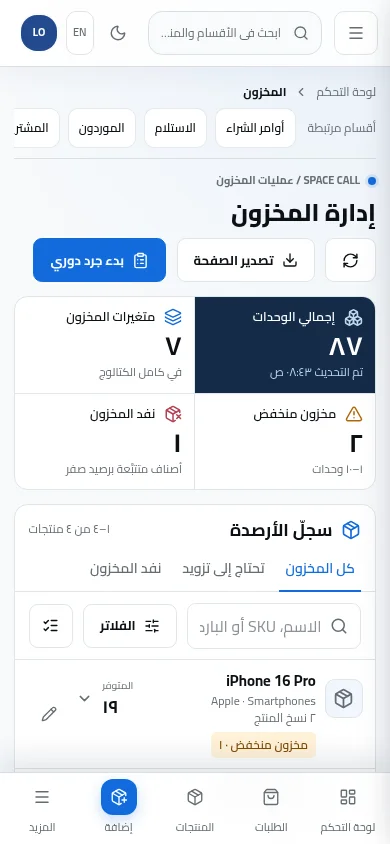 ابحث في الأقسام والمنـ...
EN
LO
لوحة التحكم
المخزون
أقسام مرتبطة
أوامر الشراء
الاستلام
الموردون
المشتر
SPACE CALL / عمليات المخزون
إدارة المخزون
تصدير الصفحة
بدء جرد دوري
إجمالي الوحدات
٨٧
تم التحديث ٠٨:٤٣ ص
متغيرات المخزون
٧
في كامل الكتالوج
مخزون منخفض
٢
١–١٠ وحدات
نفد المخزون
١
أصناف متتبَّعة برصيد صفر
سجلّ الأرصدة
١–٤ من ٤ منتجات
كل المخزون
تحتاج إلى تزويد
نفد المخزون
الاسم، SKU أو البارد
الفلاتر
iPhone 16 Pro
Apple · Smartphones
٢ نسخ المنتج
مخزون منخفض · ١
المتوفر
١٩
لوحة التحكم
الطلبات
المنتجات
إضافة
المزيد